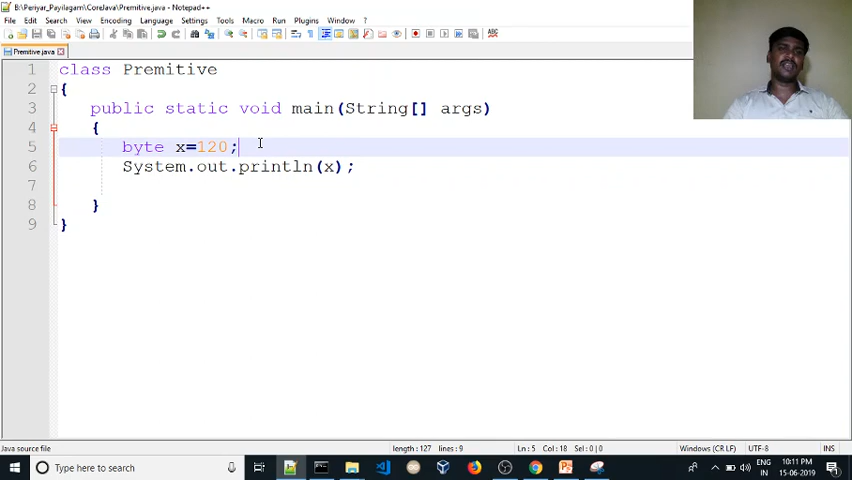 B:\Periyar_Payilagam\CoreJava\Premitive.java - Notepad++
File Edit Search View Encoding Language Settings Tools Macro Run Plugins Window ?
Premitive.java
1 class Premitive
2 {
3 public static void main(String[] args)
4 {
5 byte x=120;
6 System.out.println(x);
7
8 }
9 }
Java source file length : 127 lines : 9 Ln : 5 Col : 18 Sel : 0 | 0 Windows (CR LF) UTF-8 INS
Type here to search
ENG 10:11 PM
IN 15-06-2019